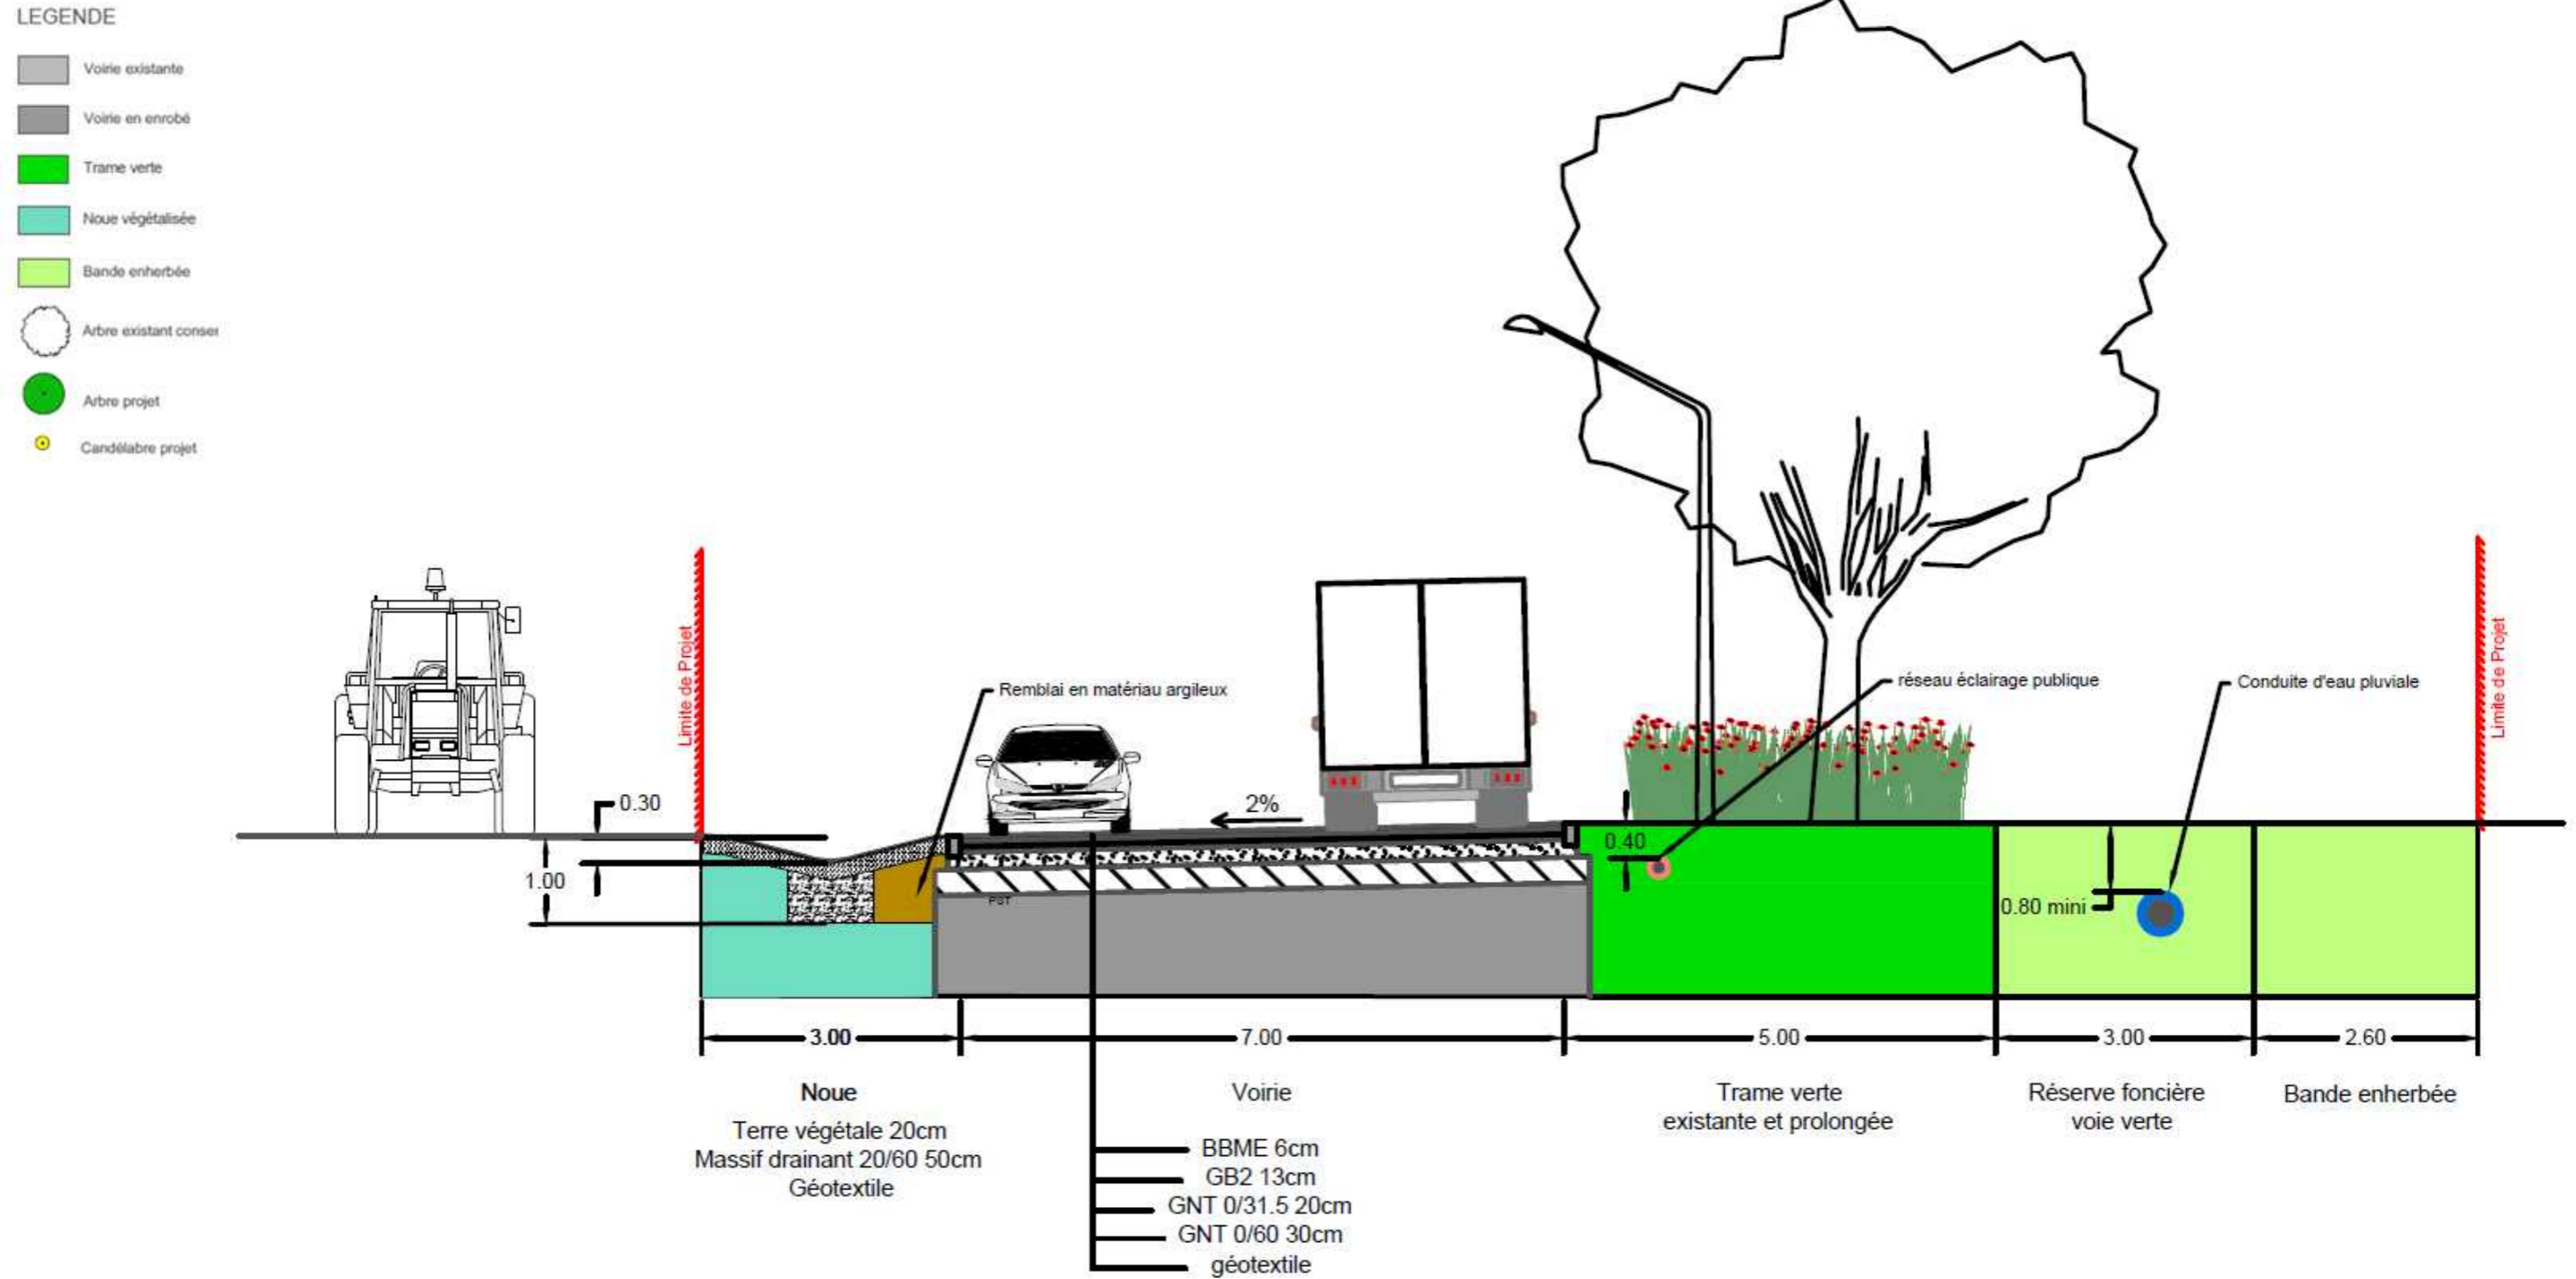 LEGENDE
Voirie existante
Voirie en enrobé
Trame verte
Noue végétalisée
Bande enherbée
Arbre existant conser
Arbre projet
Candélabre projet
Limite de Projet
Limite de Projet
Remblai en matériau argileux
réseau éclairage publique
Conduite d'eau pluviale
0.30
2%
0.40
1.00
PST
0.80 mini
3.00
7.00
5.00
3.00
2.60
Noue
Terre végétale 20cm
Massif drainant 20/60 50cm
Géotextile
Voirie
BBME 6cm
GB2 13cm
GNT 0/31.5 20cm
GNT 0/60 30cm
géotextile
Trame verte
existante et prolongée
Réserve foncière
voie verte
Bande enherbée